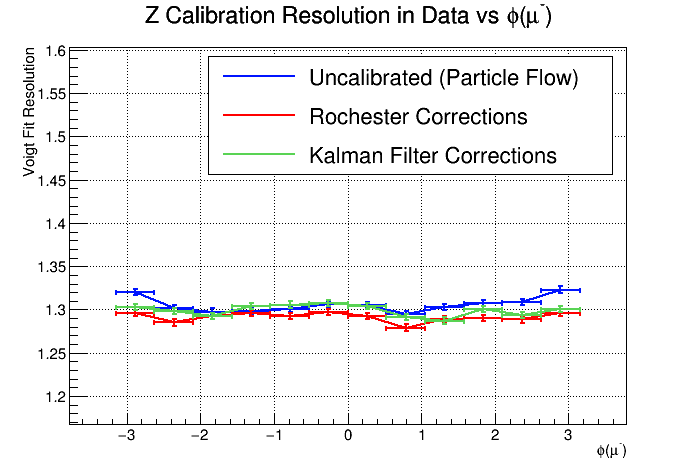 Z Calibration Resolution in Data vs ϕ(μ⁻)
Voigt Fit Resolution
1.6
1.55
1.5
1.45
1.4
1.35
1.3
1.25
1.2
Uncalibrated (Particle Flow)
Rochester Corrections
Kalman Filter Corrections
−3 −2 −1 0 1 2 3
ϕ(μ⁻)